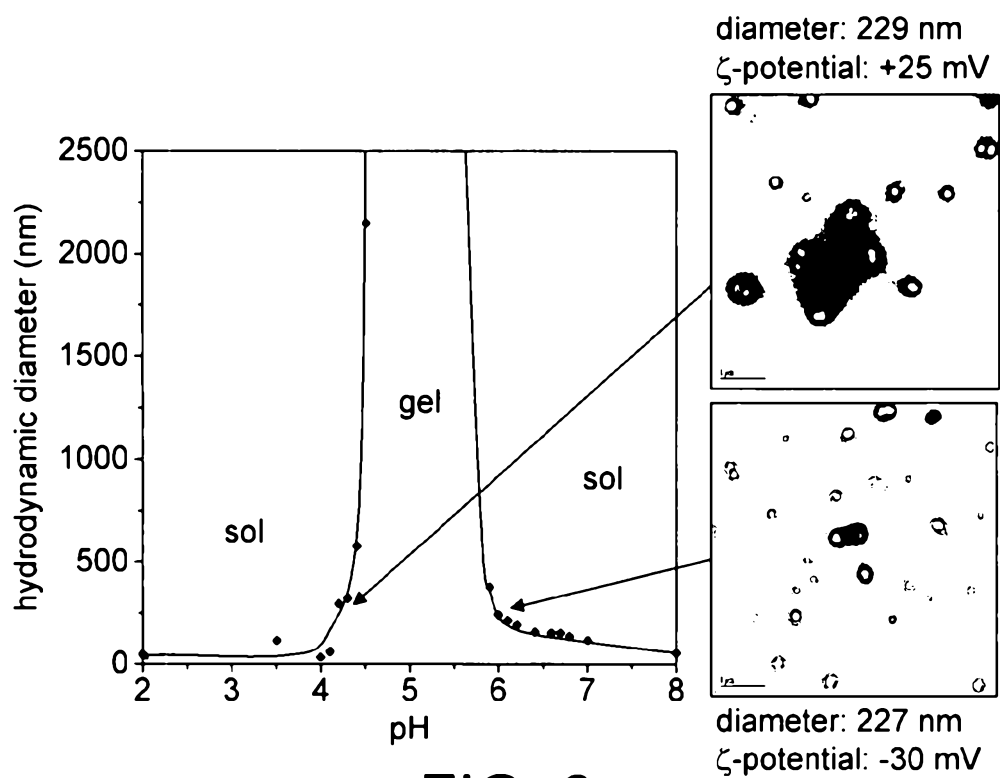 diameter: 229 nm
ζ-potential: +25 mV
hydrodynamic diameter (nm)
2500
2000
1500
1000
500
0
sol
gel
sol
2 3 4 5 6 7 8
pH
diameter: 227 nm
ζ-potential: -30 mV